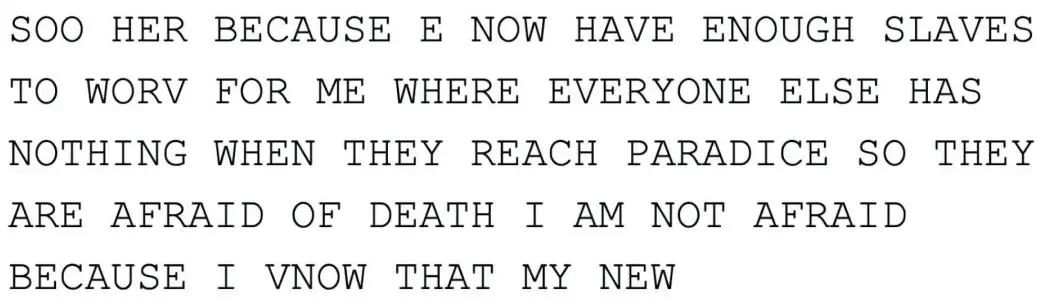 SOO HER BECAUSE E NOW HAVE ENOUGH SLAVES
TO WORV FOR ME WHERE EVERYONE ELSE HAS
NOTHING WHEN THEY REACH PARADICE SO THEY
ARE AFRAID OF DEATH I AM NOT AFRAID
BECAUSE I VNOW THAT MY NEW